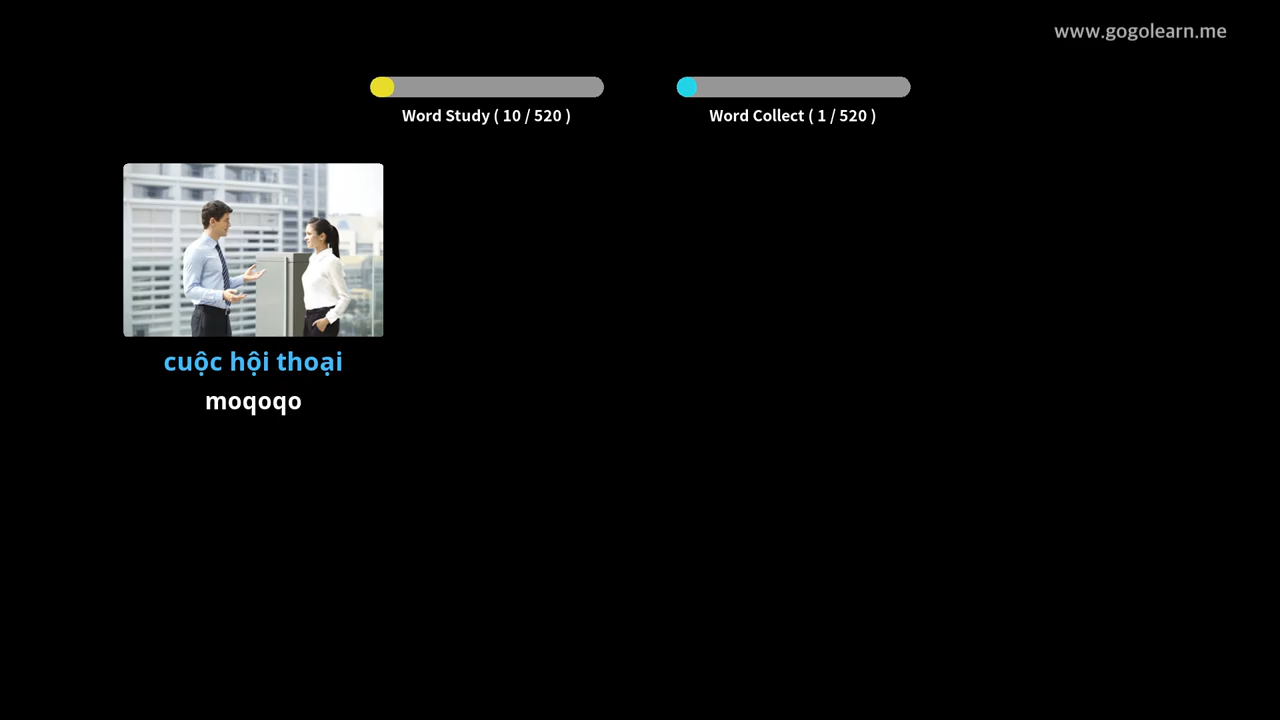 www.gogolearn.me
Word Study ( 10 / 520 )
Word Collect ( 1 / 520 )
cuộc hội thoại
moqoqo